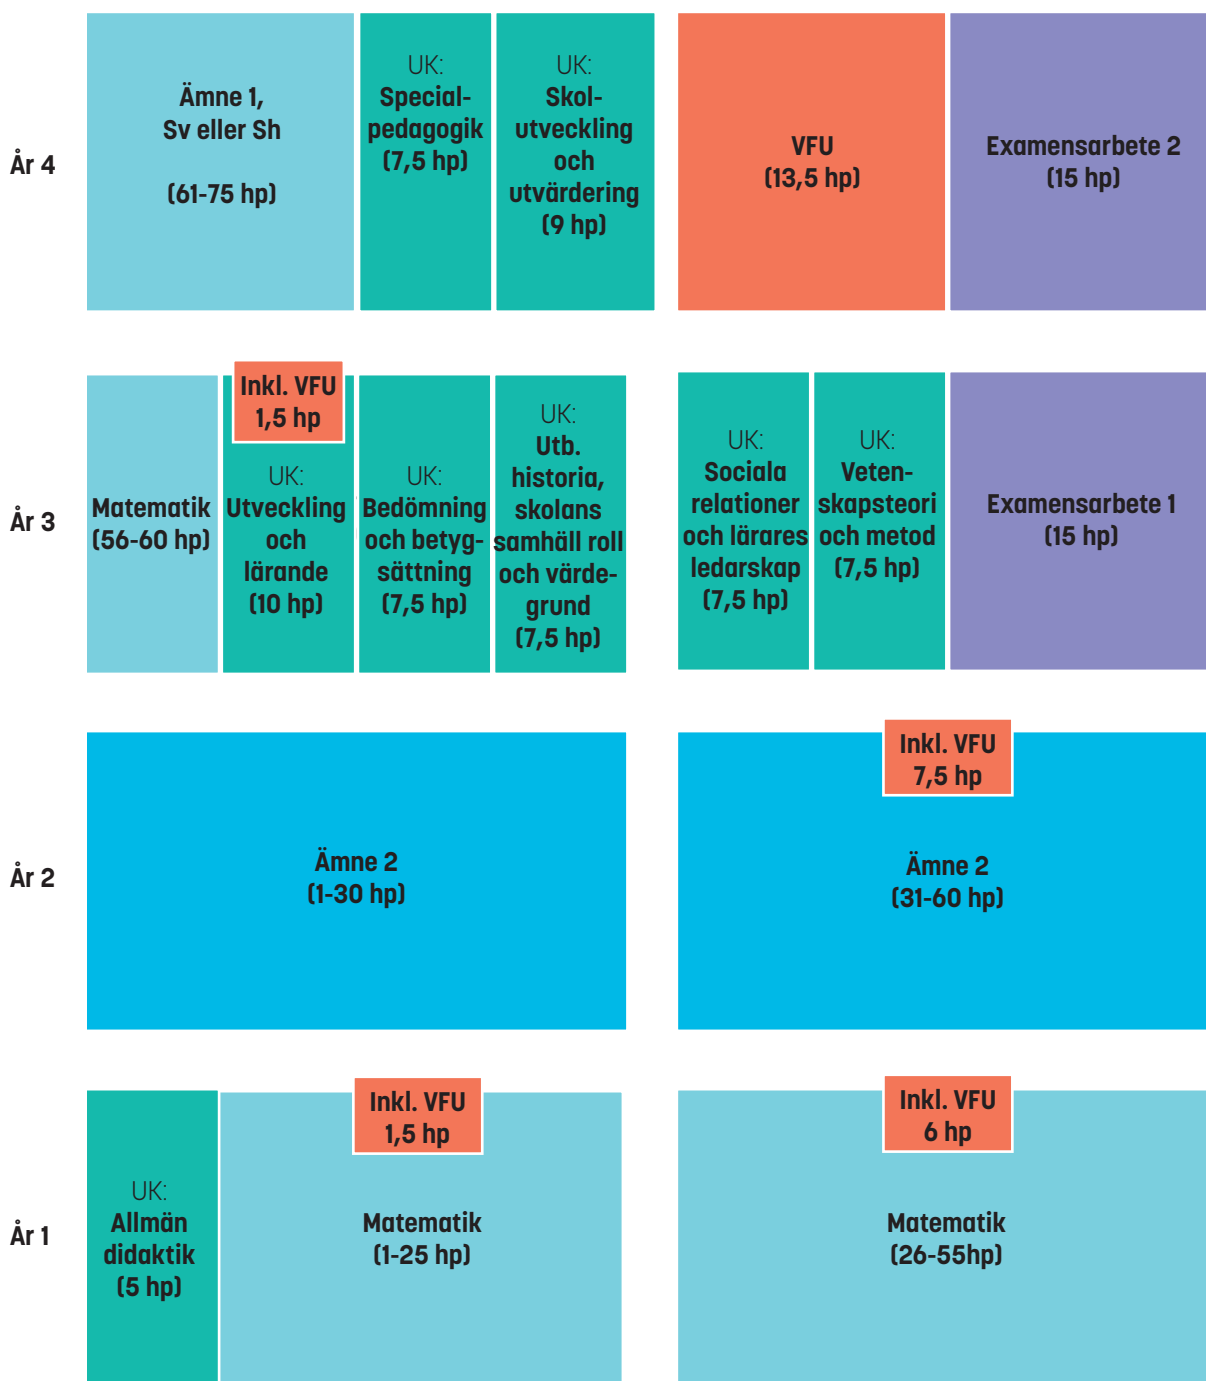 År 4
Ämne 1,
Sv eller Sh
(61-75 hp)
UK:
Special-
pedagogik
(7,5 hp)
UK:
Skol-
utveckling
och
utvärdering
(9 hp)
VFU
(13,5 hp)
Examensarbete 2
(15 hp)
År 3
Matematik
(56-60 hp)
Inkl. VFU
1,5 hp
UK:
Utveckling
och
lärande
(10 hp)
UK:
Bedömning
och betyg-
sättning
(7,5 hp)
UK:
Utb.
historia,
skolans
samhäll roll
och värde-
grund
(7,5 hp)
UK:
Sociala
relationer
och lärares
ledarskap
(7,5 hp)
UK:
Veten-
skapsteori
och metod
(7,5 hp)
Examensarbete 1
(15 hp)
År 2
Ämne 2
(1-30 hp)
Inkl. VFU
7,5 hp
Ämne 2
(31-60 hp)
År 1
UK:
Allmän
didaktik
(5 hp)
Inkl. VFU
1,5 hp
Matematik
(1-25 hp)
Inkl. VFU
6 hp
Matematik
(26-55hp)